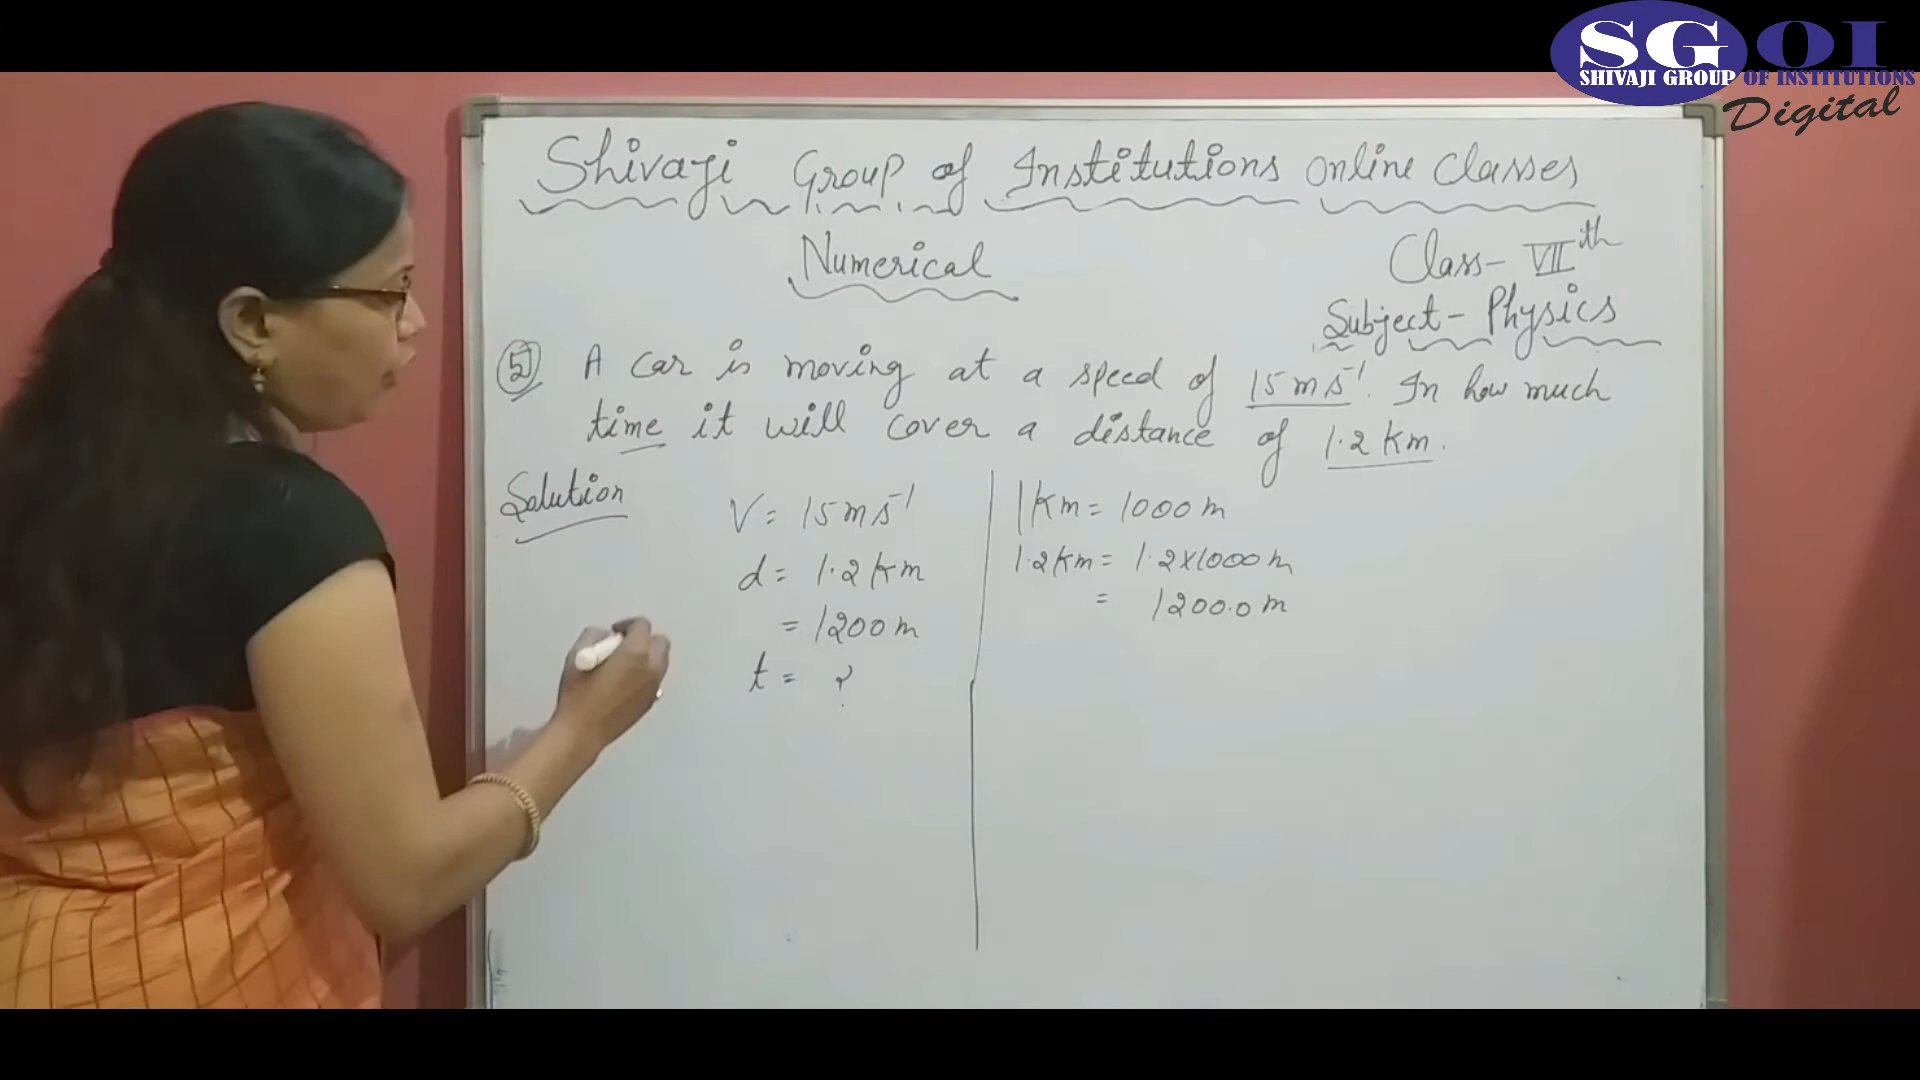 SGOI
SHIVAJI GROUP OF INSTITUTIONS
Digital
Shivaji Group of Institutions Online Classes
Numerical
Class- VIIth
Subject- Physics
5 A car is moving at a speed of 15 m s⁻¹. In how much
time it will cover a distance of 1.2 km.
Solution
V = 15 m s⁻¹
d = 1.2 km
= 1200 m
t = ?
1 km = 1000 m
1.2 km = 1.2 x 1000 m
= 1200.0 m